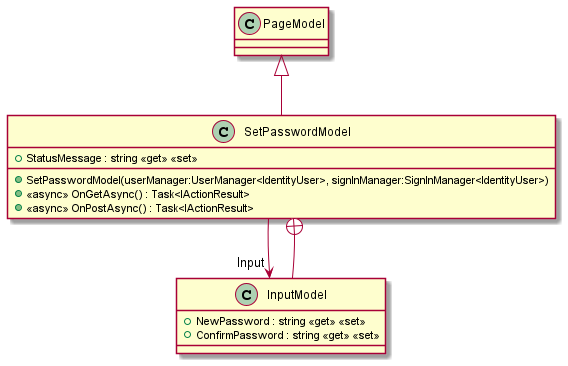 C PageModel
C SetPasswordModel
StatusMessage : string «get» «set»
SetPasswordModel(userManager:UserManager<IdentityUser>, signInManager:SignInManager<IdentityUser>)
«async» OnGetAsync() : Task<IActionResult>
«async» OnPostAsync() : Task<IActionResult>
Input
C InputModel
NewPassword : string «get» «set»
ConfirmPassword : string «get» «set»